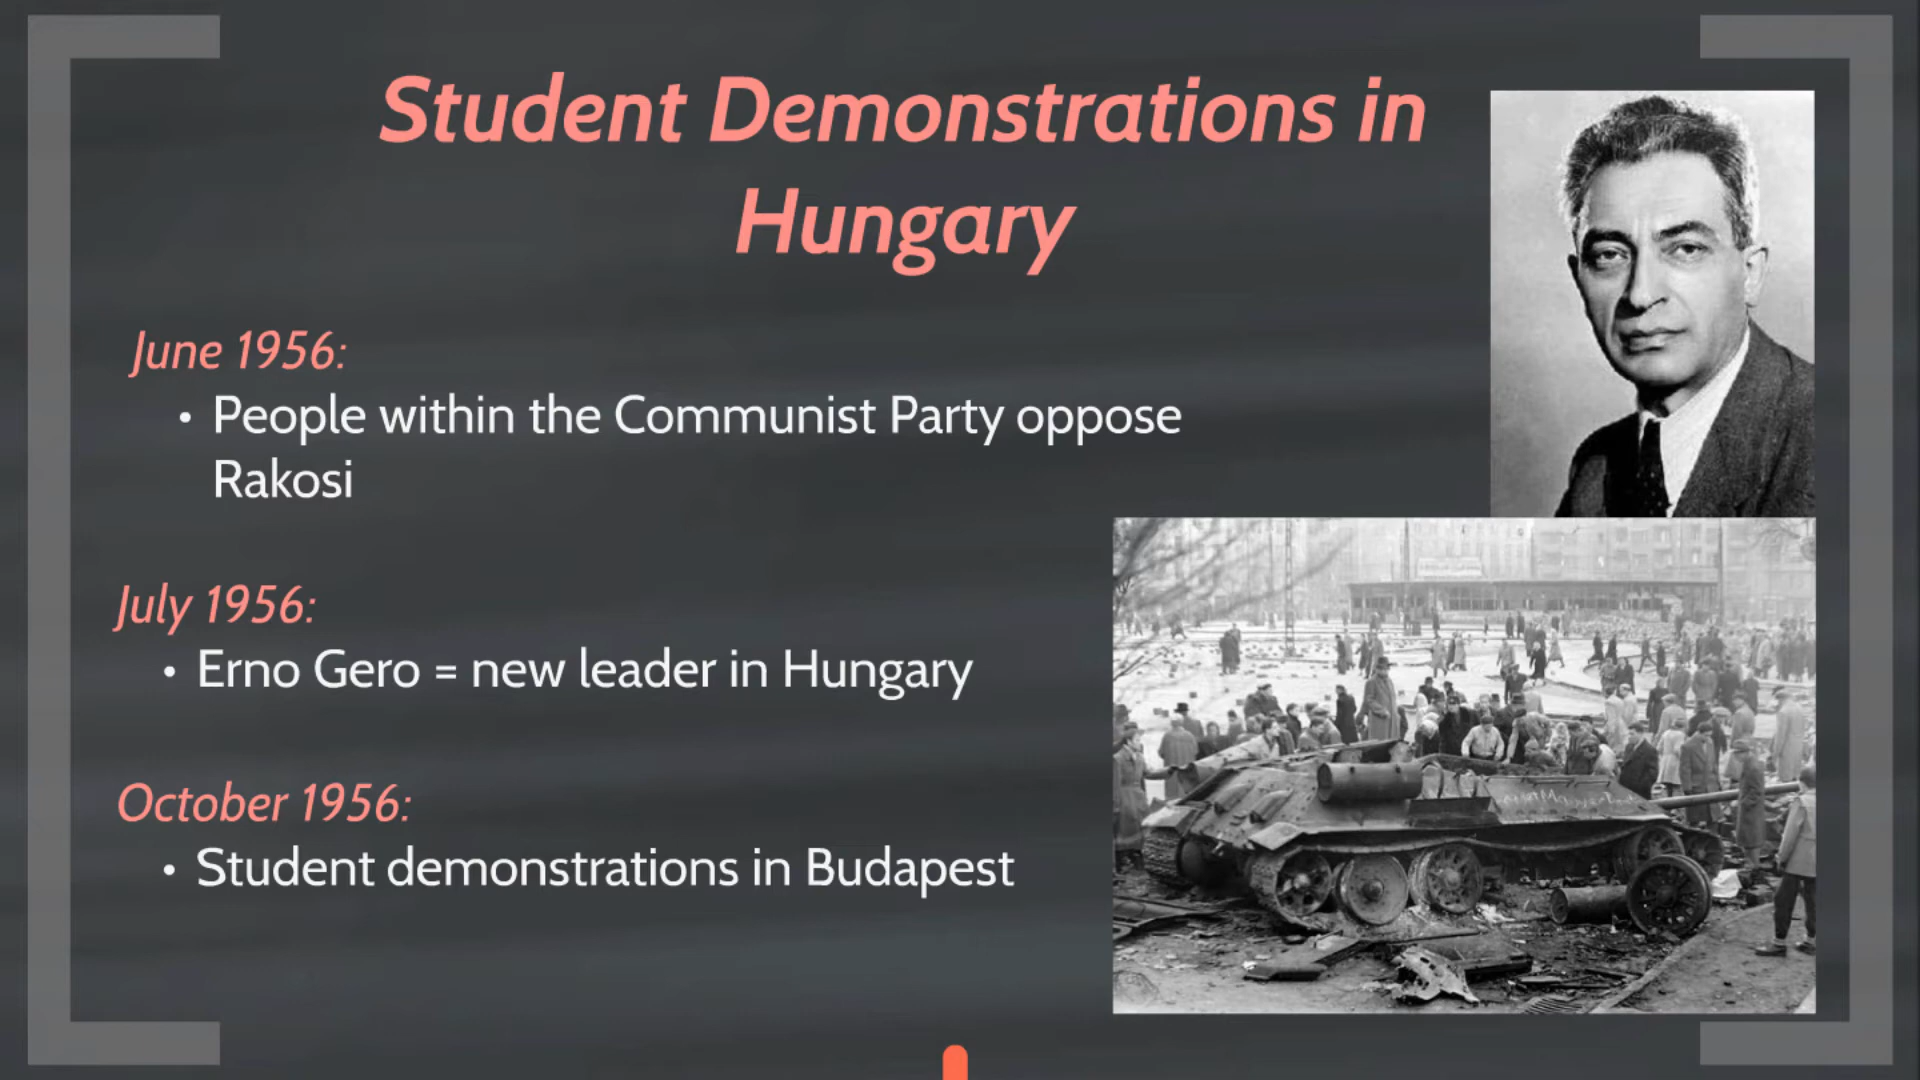 Student Demonstrations in
Hungary
June 1956:
• People within the Communist Party oppose
Rakosi
July 1956:
• Erno Gero = new leader in Hungary
October 1956:
• Student demonstrations in Budapest